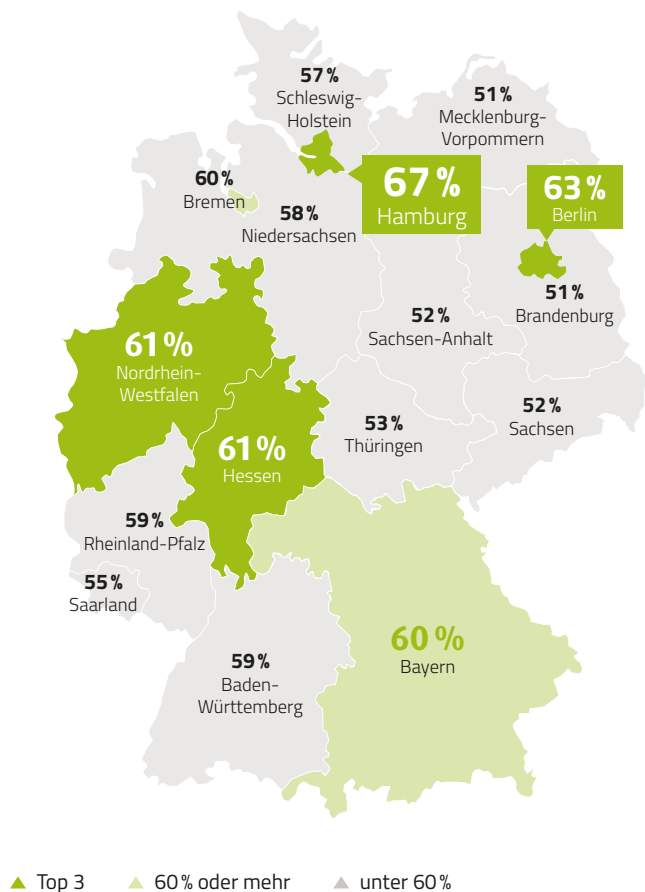 57 %
Schleswig-
Holstein
51 %
Mecklenburg-
Vorpommern
60 %
Bremen
67 %
Hamburg
63 %
Berlin
58 %
Niedersachsen
51 %
Brandenburg
52 %
Sachsen-Anhalt
61 %
Nordrhein-
Westfalen
52 %
Sachsen
53 %
Thüringen
61 %
Hessen
59 %
Rheinland-Pfalz
55 %
Saarland
60 %
Bayern
59 %
Baden-
Württemberg
Top 3 60 % oder mehr unter 60 %